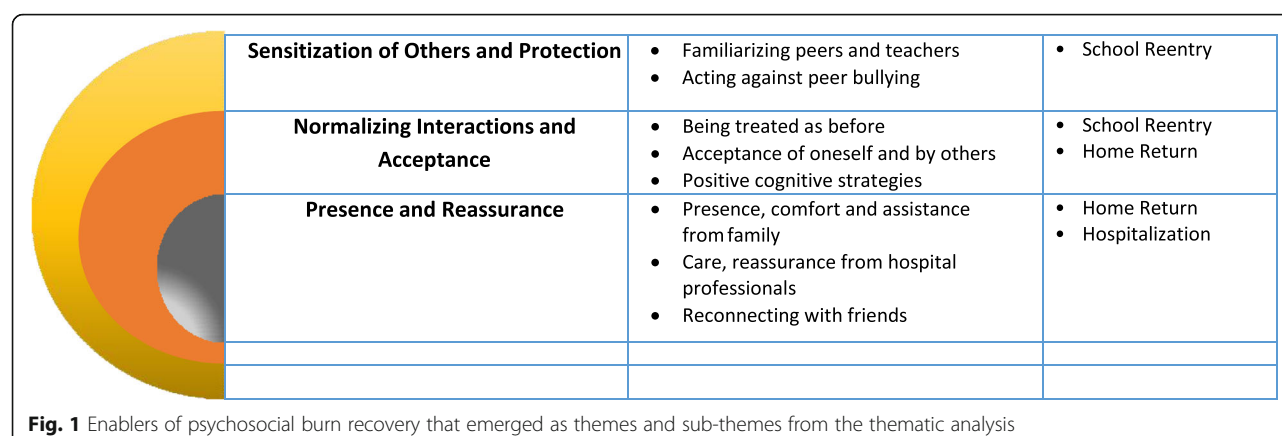 Sensitization of Others and Protection
• Familiarizing peers and teachers
• Acting against peer bullying
• School Reentry
Normalizing Interactions and
Acceptance
• Being treated as before
• Acceptance of oneself and by others
• Positive cognitive strategies
• School Reentry
• Home Return
Presence and Reassurance
• Presence, comfort and assistance
from family
• Care, reassurance from hospital
professionals
• Reconnecting with friends
• Home Return
• Hospitalization
Fig. 1 Enablers of psychosocial burn recovery that emerged as themes and sub-themes from the thematic analysis